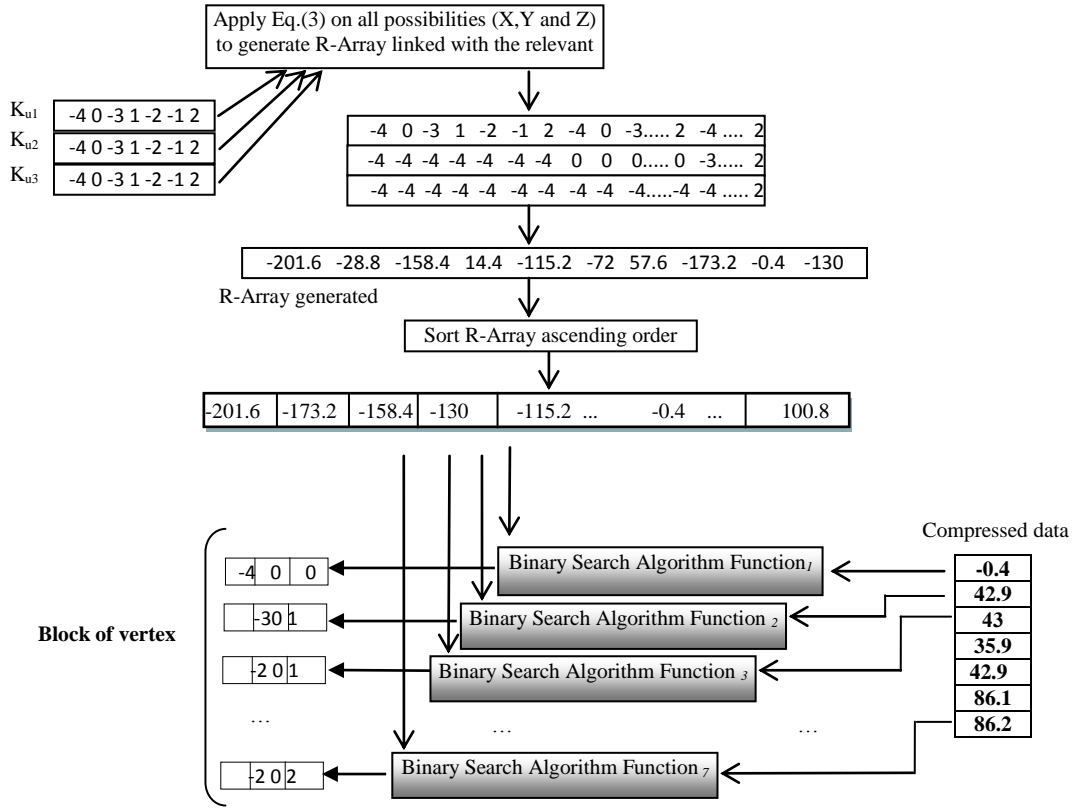 Apply Eq.(3) on all possibilities (X,Y and Z)
to generate R-Array linked with the relevant
Ku1 -4 0 -3 1 -2 -1 2
Ku2 -4 0 -3 1 -2 -1 2
Ku3 -4 0 -3 1 -2 -1 2
-4 0 -3 1 -2 -1 2 -4 0 -3..... 2 -4 .... 2
-4 -4 -4 -4 -4 -4 -4 0 0 0..... 0 -3..... 2
-4 -4 -4 -4 -4 -4 -4 -4 -4 -4.....-4 -4 ..... 2
-201.6 -28.8 -158.4 14.4 -115.2 -72 57.6 -173.2 -0.4 -130
R-Array generated
Sort R-Array ascending order
-201.6 -173.2 -158.4 -130 -115.2 ... -0.4 ... 100.8
Compressed data
Binary Search Algorithm Function1
-4 0 0
-0.4
42.9
Binary Search Algorithm Function 2
-30 1
43
Block of vertex
35.9
Binary Search Algorithm Function 3
-2 0 1
42.9
86.1
86.2
... ... ...
Binary Search Algorithm Function 7
-2 0 2